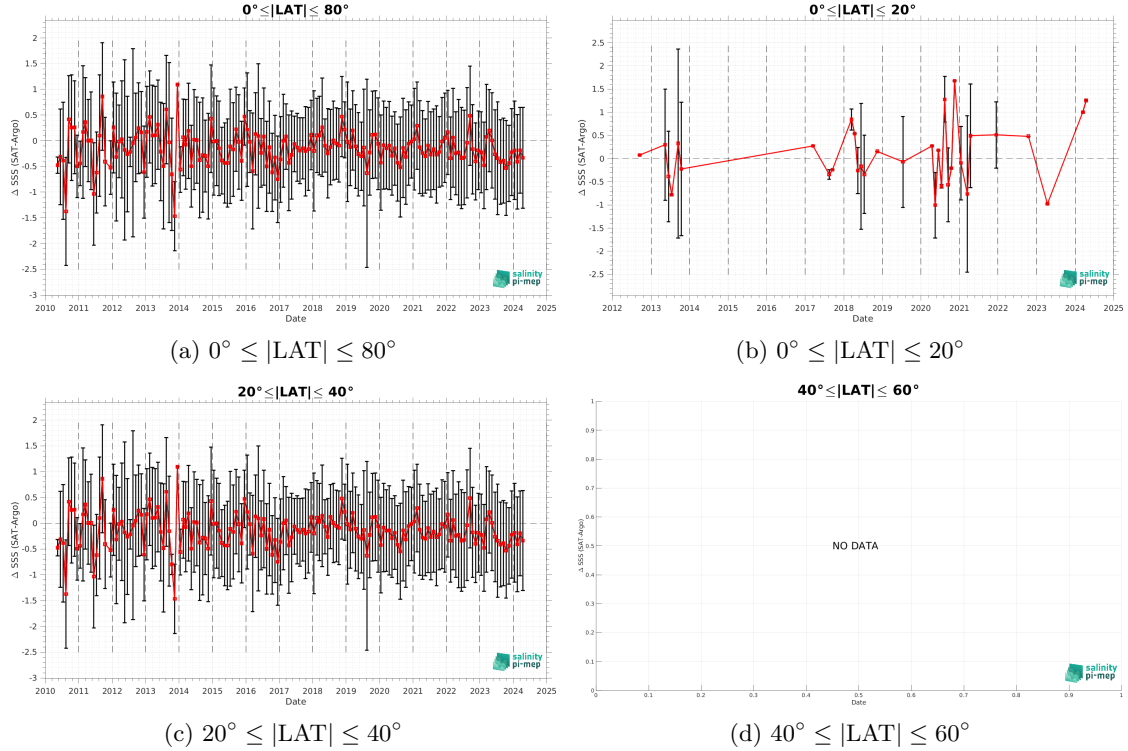 0°≤|LAT|≤ 80°
Δ SSS (SAT-Argo)
2
1.5
1
0.5
0
-0.5
-1
-1.5
-2
-2.5
-3
2010 2011 2012 2013 2014 2015 2016 2017 2018 2019 2020 2021 2022 2023 2024 2025
Date
salinity
pi-mep
(a) 0° ≤ |LAT| ≤ 80°
0°≤|LAT|≤ 20°
Δ SSS (SAT-Argo)
2.5
2
1.5
1
0.5
0
-0.5
-1
-1.5
-2
-2.5
2012 2013 2014 2015 2016 2017 2018 2019 2020 2021 2022 2023 2024 2025
Date
salinity
pi-mep
(b) 0° ≤ |LAT| ≤ 20°
20°≤|LAT|≤ 40°
Δ SSS (SAT-Argo)
2
1.5
1
0.5
0
-0.5
-1
-1.5
-2
-2.5
-3
2010 2011 2012 2013 2014 2015 2016 2017 2018 2019 2020 2021 2022 2023 2024 2025
Date
salinity
pi-mep
(c) 20° ≤ |LAT| ≤ 40°
40°≤|LAT|≤ 60°
Δ SSS (SAT-Argo)
1
0.9
0.8
0.7
0.6
0.5
0.4
0.3
0.2
0.1
0
NO DATA
0 0.1 0.2 0.3 0.4 0.5 0.6 0.7 0.8 0.9 1
Date
salinity
pi-mep
(d) 40° ≤ |LAT| ≤ 60°